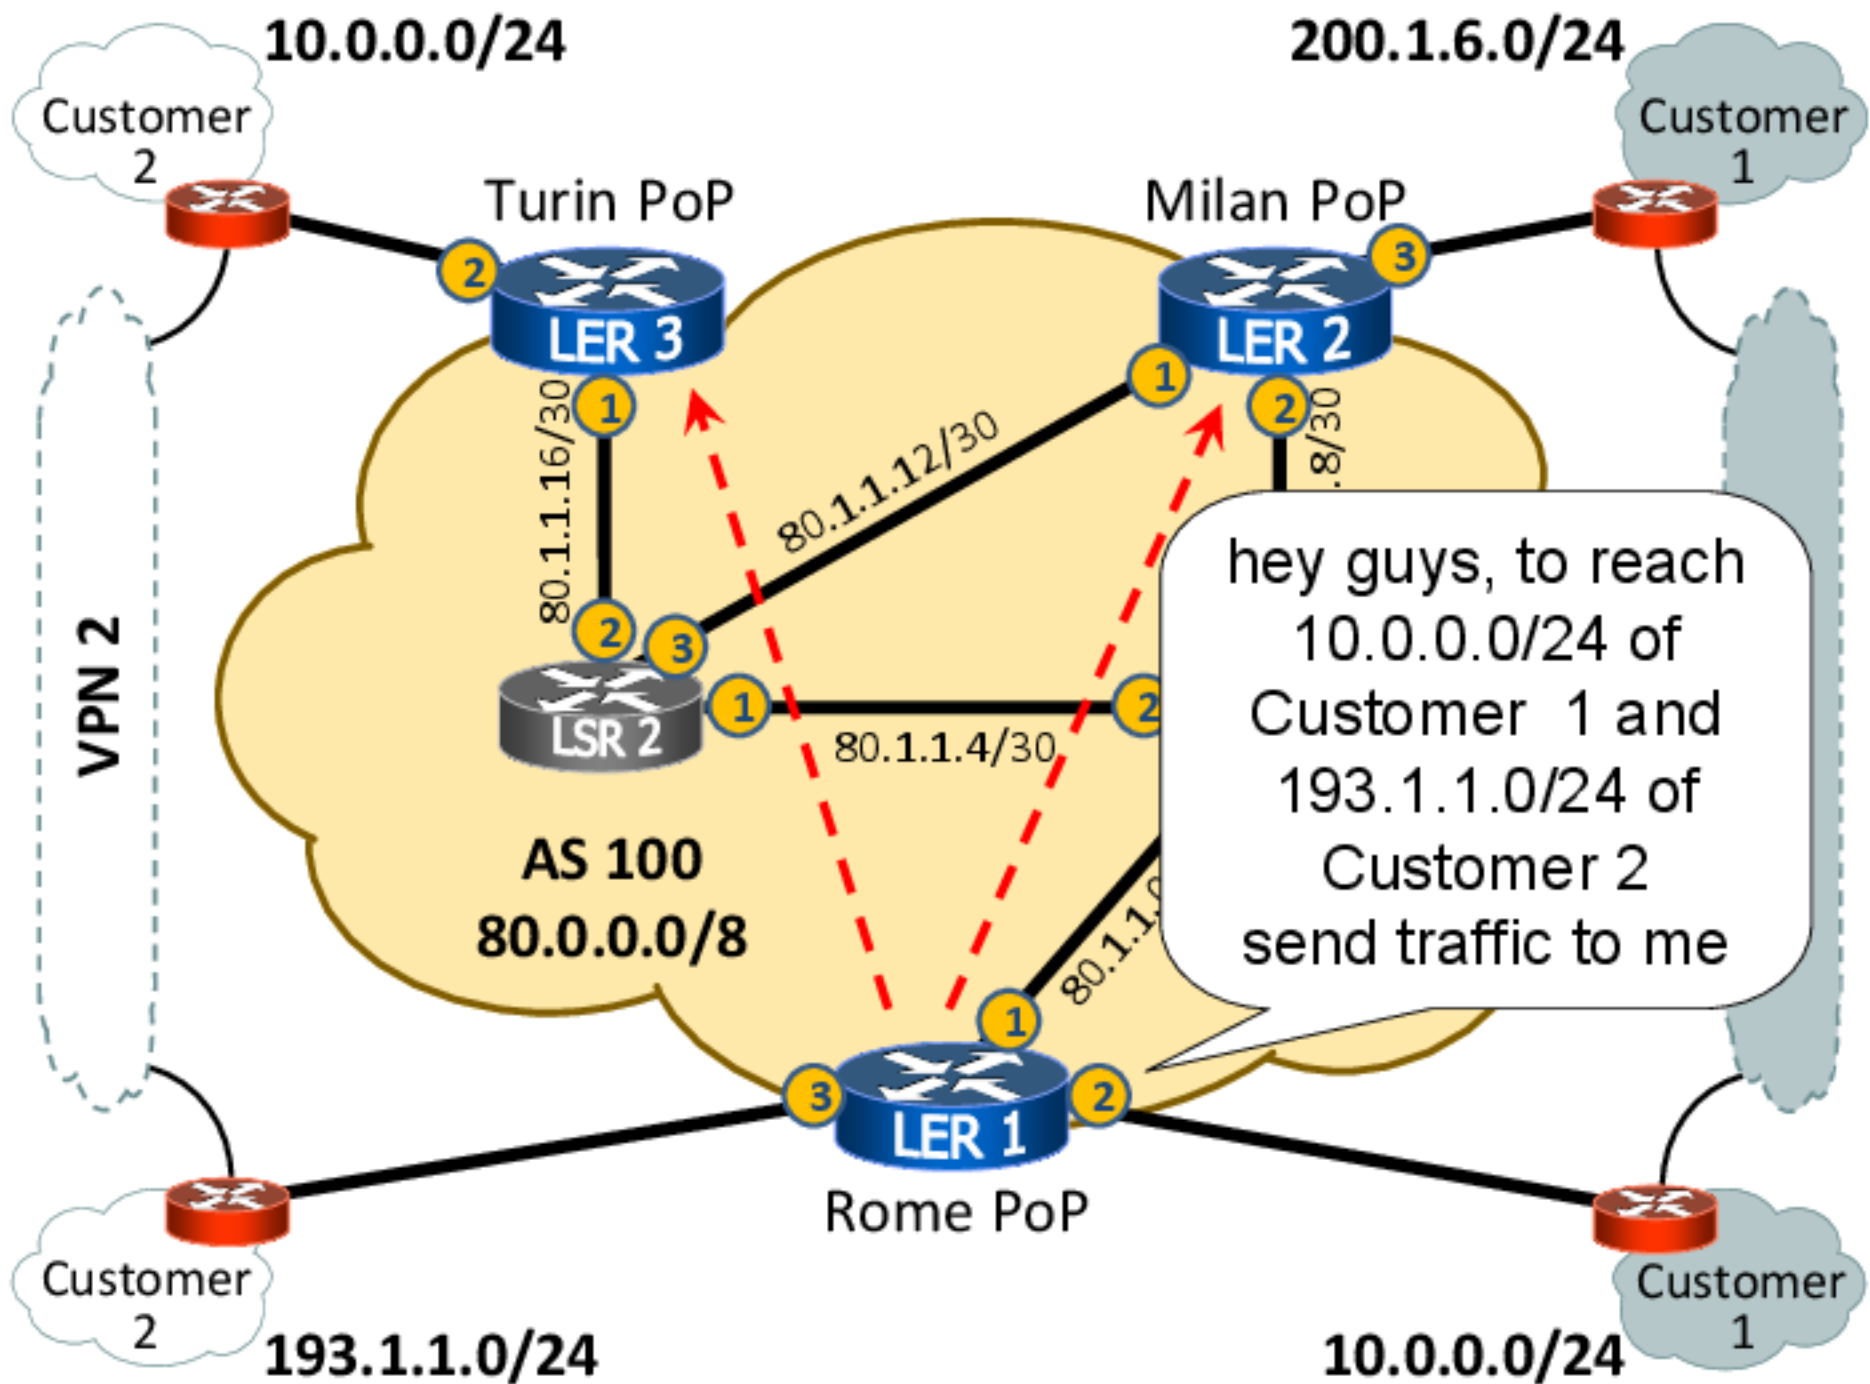 10.0.0.0/24
200.1.6.0/24
Customer
2
Customer
1
Turin PoP
Milan PoP
2
3
LER 3
LER 2
1
1
2
80.1.1.16/30
80.1.1.12/30
.8/30
hey guys, to reach
10.0.0.0/24 of
Customer 1 and
193.1.1.0/24 of
Customer 2
send traffic to me
VPN 2
2
3
1
2
LSR 2
80.1.1.4/30
AS 100
80.0.0.0/8
80.1.1.
1
3
2
LER 1
Rome PoP
Customer
2
Customer
1
193.1.1.0/24
10.0.0.0/24